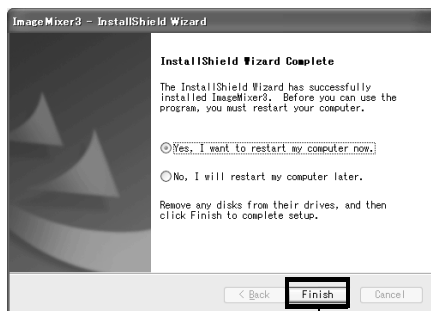 ImageMixer3 - InstallShield Wizard
InstallShield Wizard Complete
The InstallShield Wizard has successfully
installed ImageMixer3. Before you can use the
program, you must restart your computer.
Yes, I want to restart my computer now.
No, I will restart my computer later.
Remove any disks from their drives, and then
click Finish to complete setup.
< Back Finish Cancel